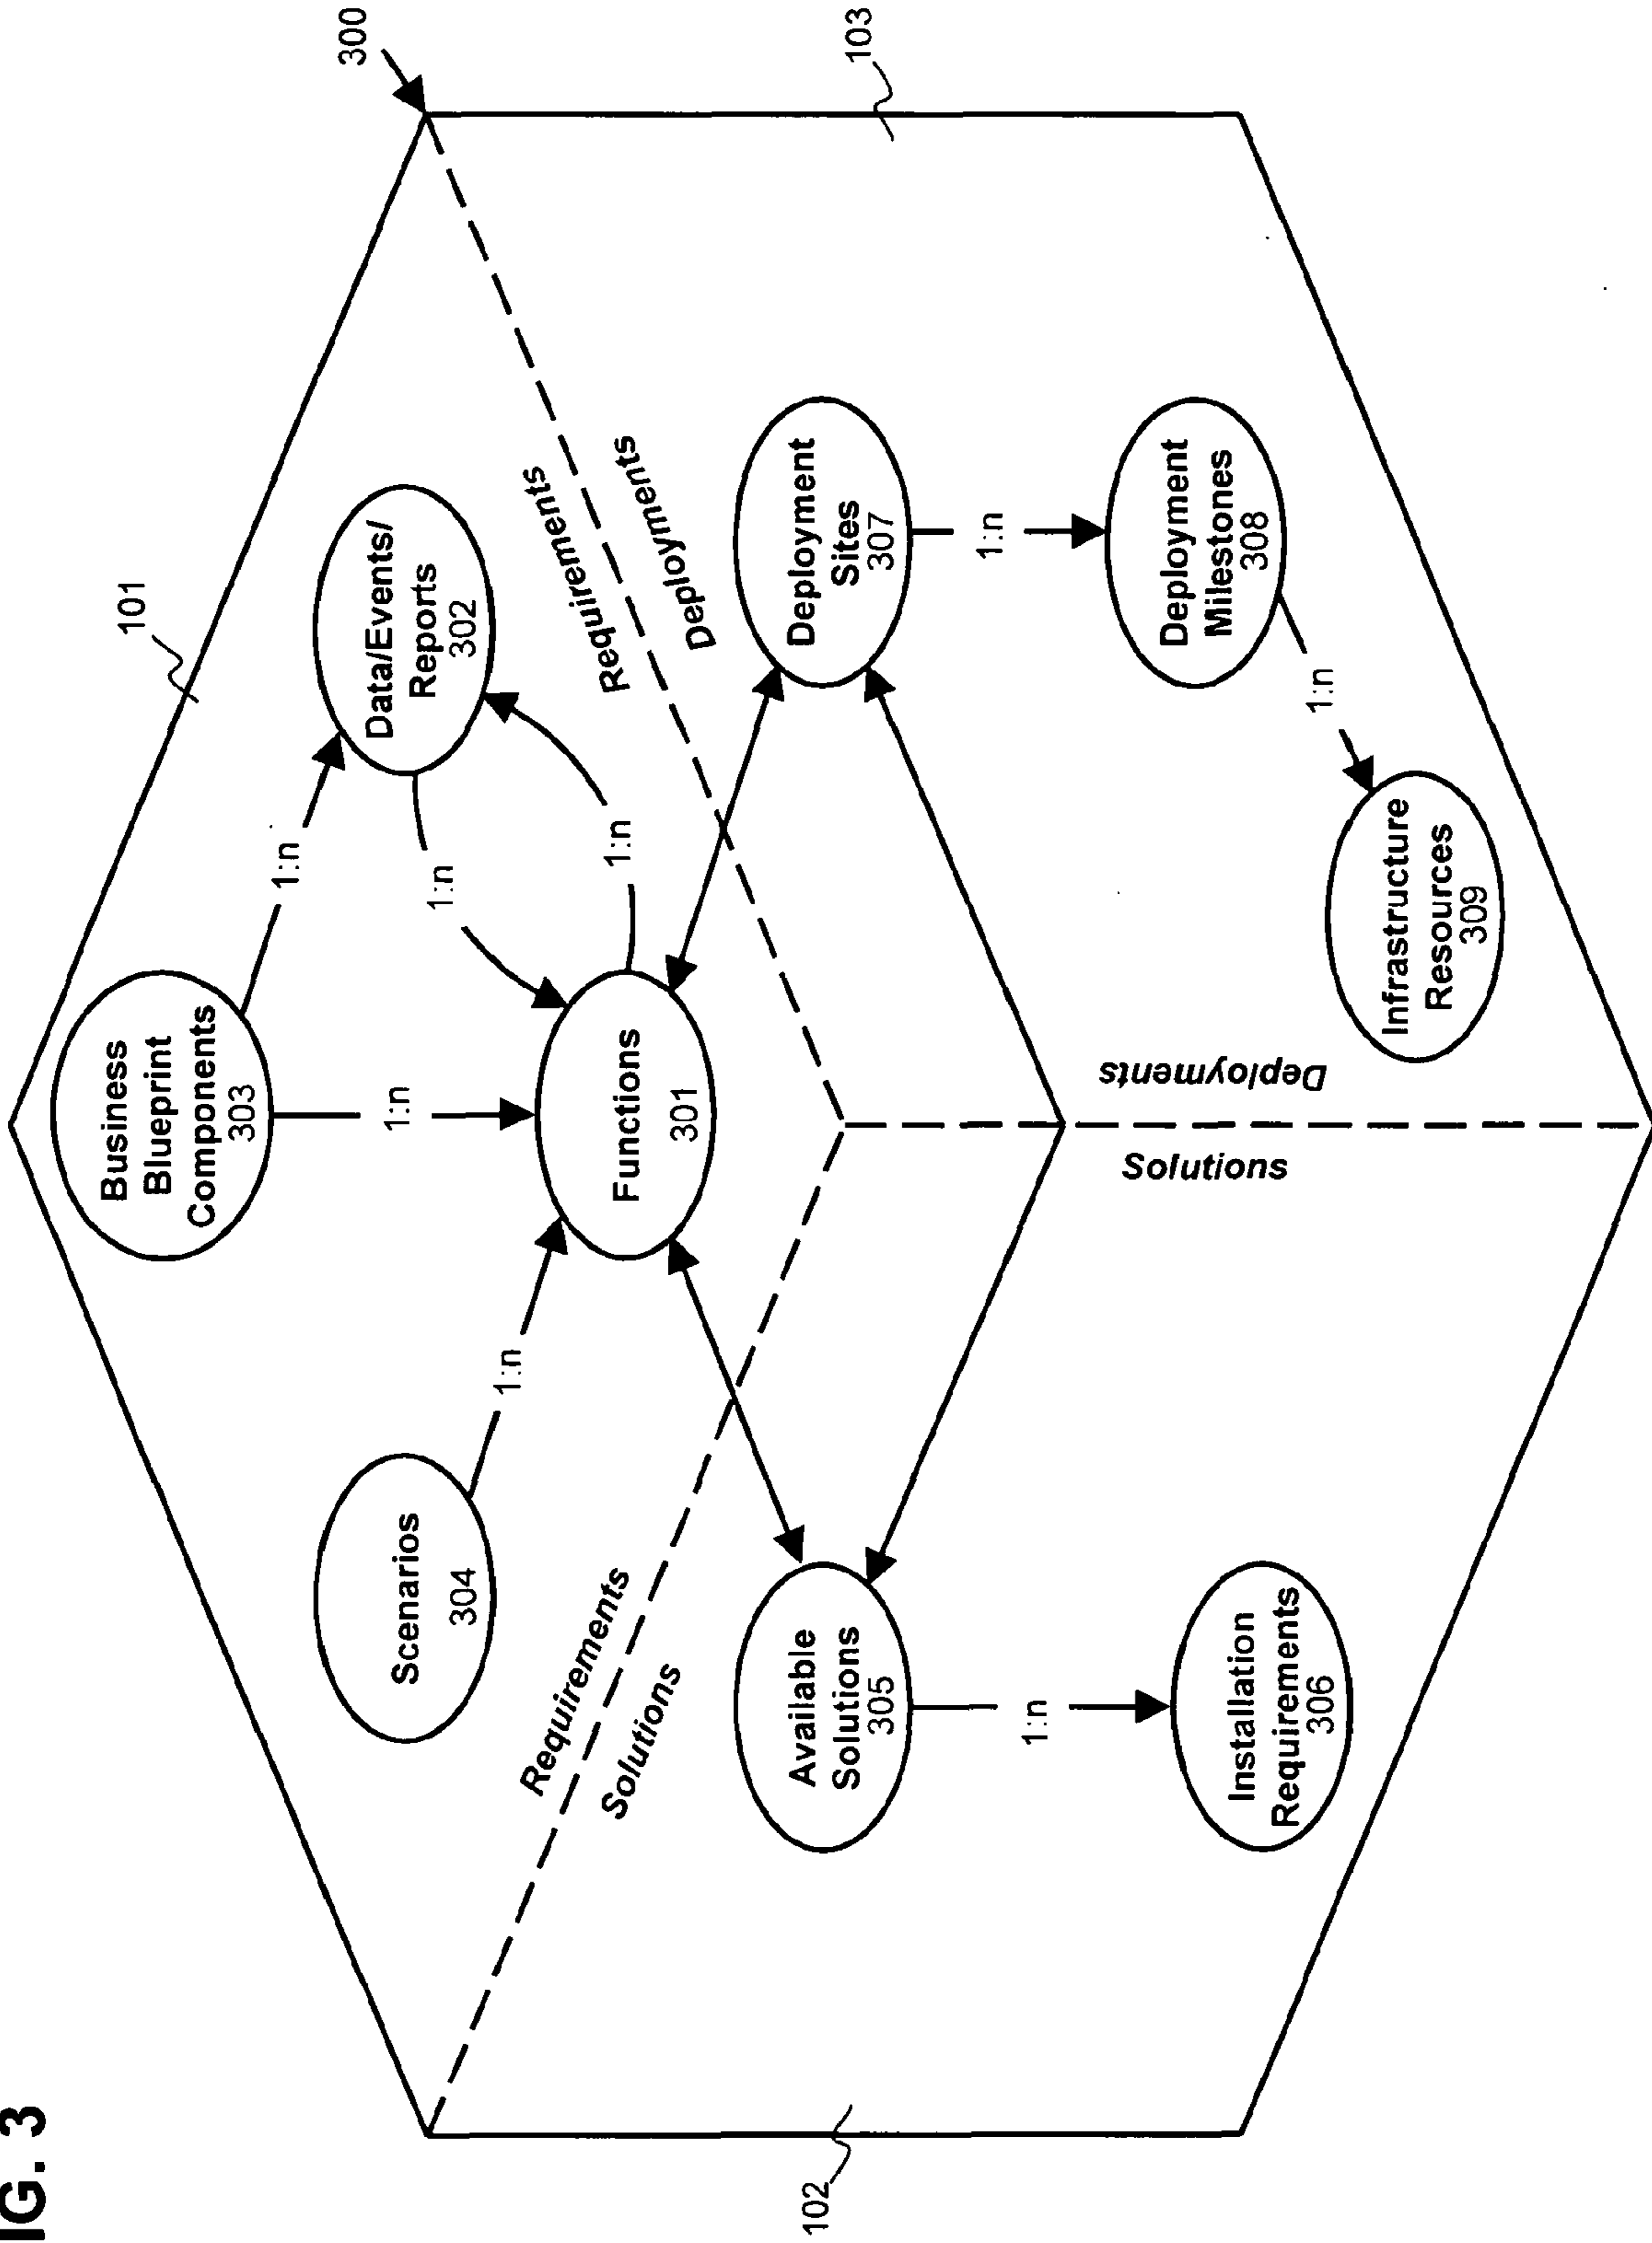 IG. 3
300
101
103
102
Business
Blueprint
Components
303
1:n
1:n
Data/Events/
Reports
302
Scenarios
304
1:n
1:n
1:n
Functions
301
Requirements
Solutions
Requirements
Deployments
Available
Solutions
305
1:n
Installation
Requirements
306
Solutions
Deployments
Deployment
Sites
307
1:n
Deployment
Milestones
308
1:n
Infrastructure
Resources
309